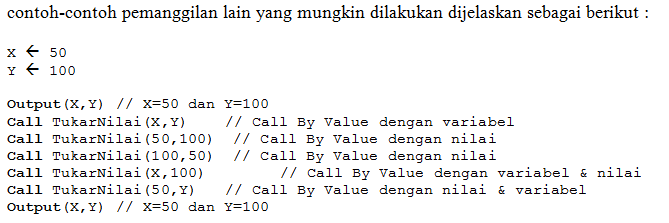 contoh-contoh pemanggilan lain yang mungkin dilakukan dijelaskan sebagai berikut :
X ← 50
Y ← 100
Output(X,Y) // X=50 dan Y=100
Call TukarNilai(X,Y) // Call By Value dengan variabel
Call TukarNilai(50,100) // Call By Value dengan nilai
Call TukarNilai(100,50) // Call By Value dengan nilai
Call TukarNilai(X,100) // Call By Value dengan variabel & nilai
Call TukarNilai(50,Y) // Call By Value dengan nilai & variabel
Output(X,Y) // X=50 dan Y=100